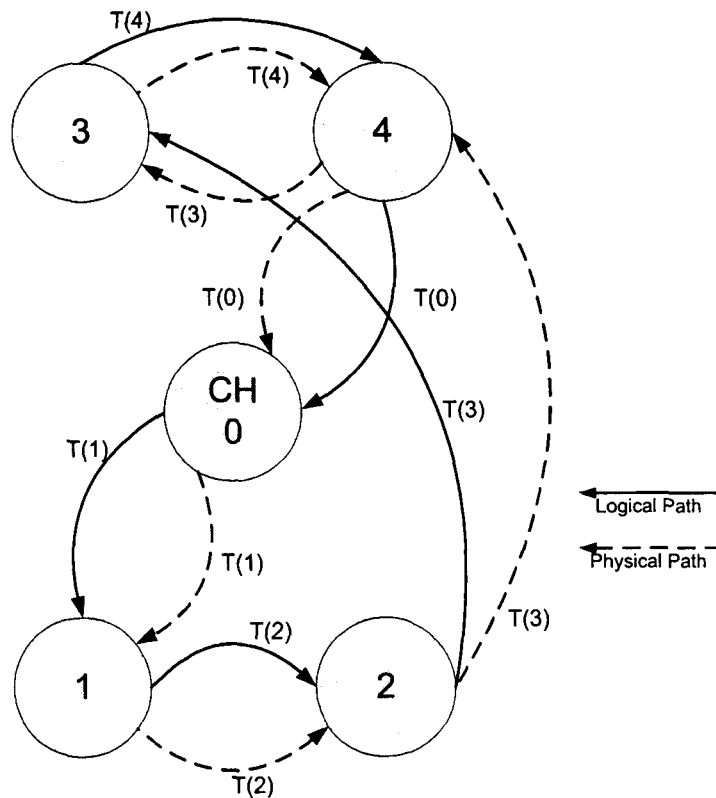 T(4)
T(4)
3
4
T(3)
T(0)
T(0)
CH
0
T(3)
T(1)
Logical Path
Physical Path
T(1)
T(3)
T(2)
1
2
T(2)